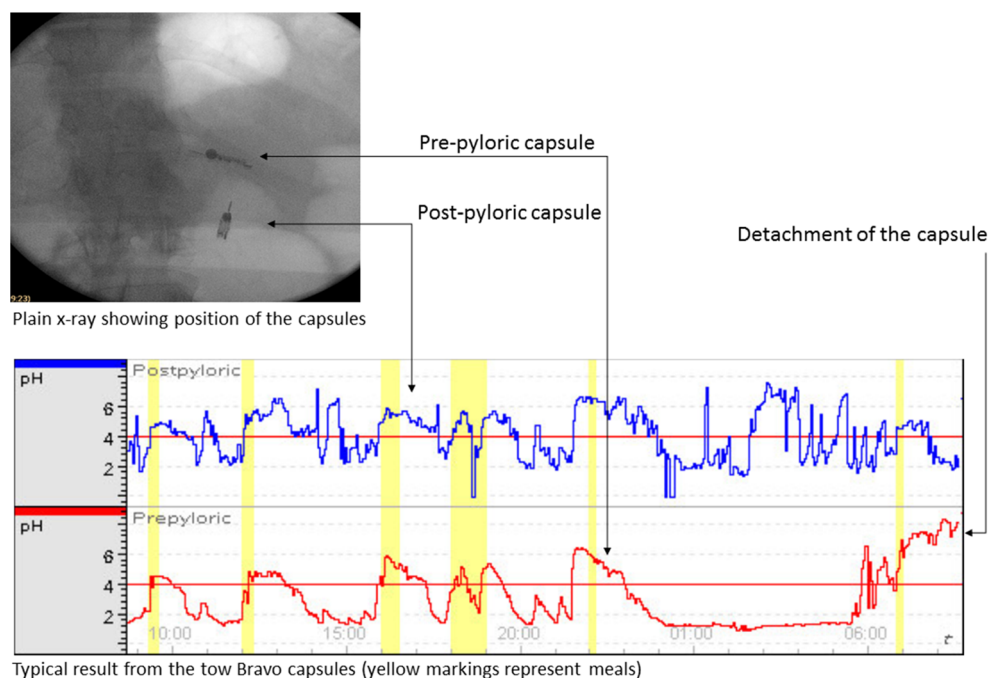 Pre-pyloric capsule
Post-pyloric capsule
Detachment of the capsule
9:23)
Plain x-ray showing position of the capsules
pH
Postpyloric
6
4
2
pH
Prepyloric
6
4
2
10:00 15:00 20:00 01:00 06:00 t
Typical result from the tow Bravo capsules (yellow markings represent meals)